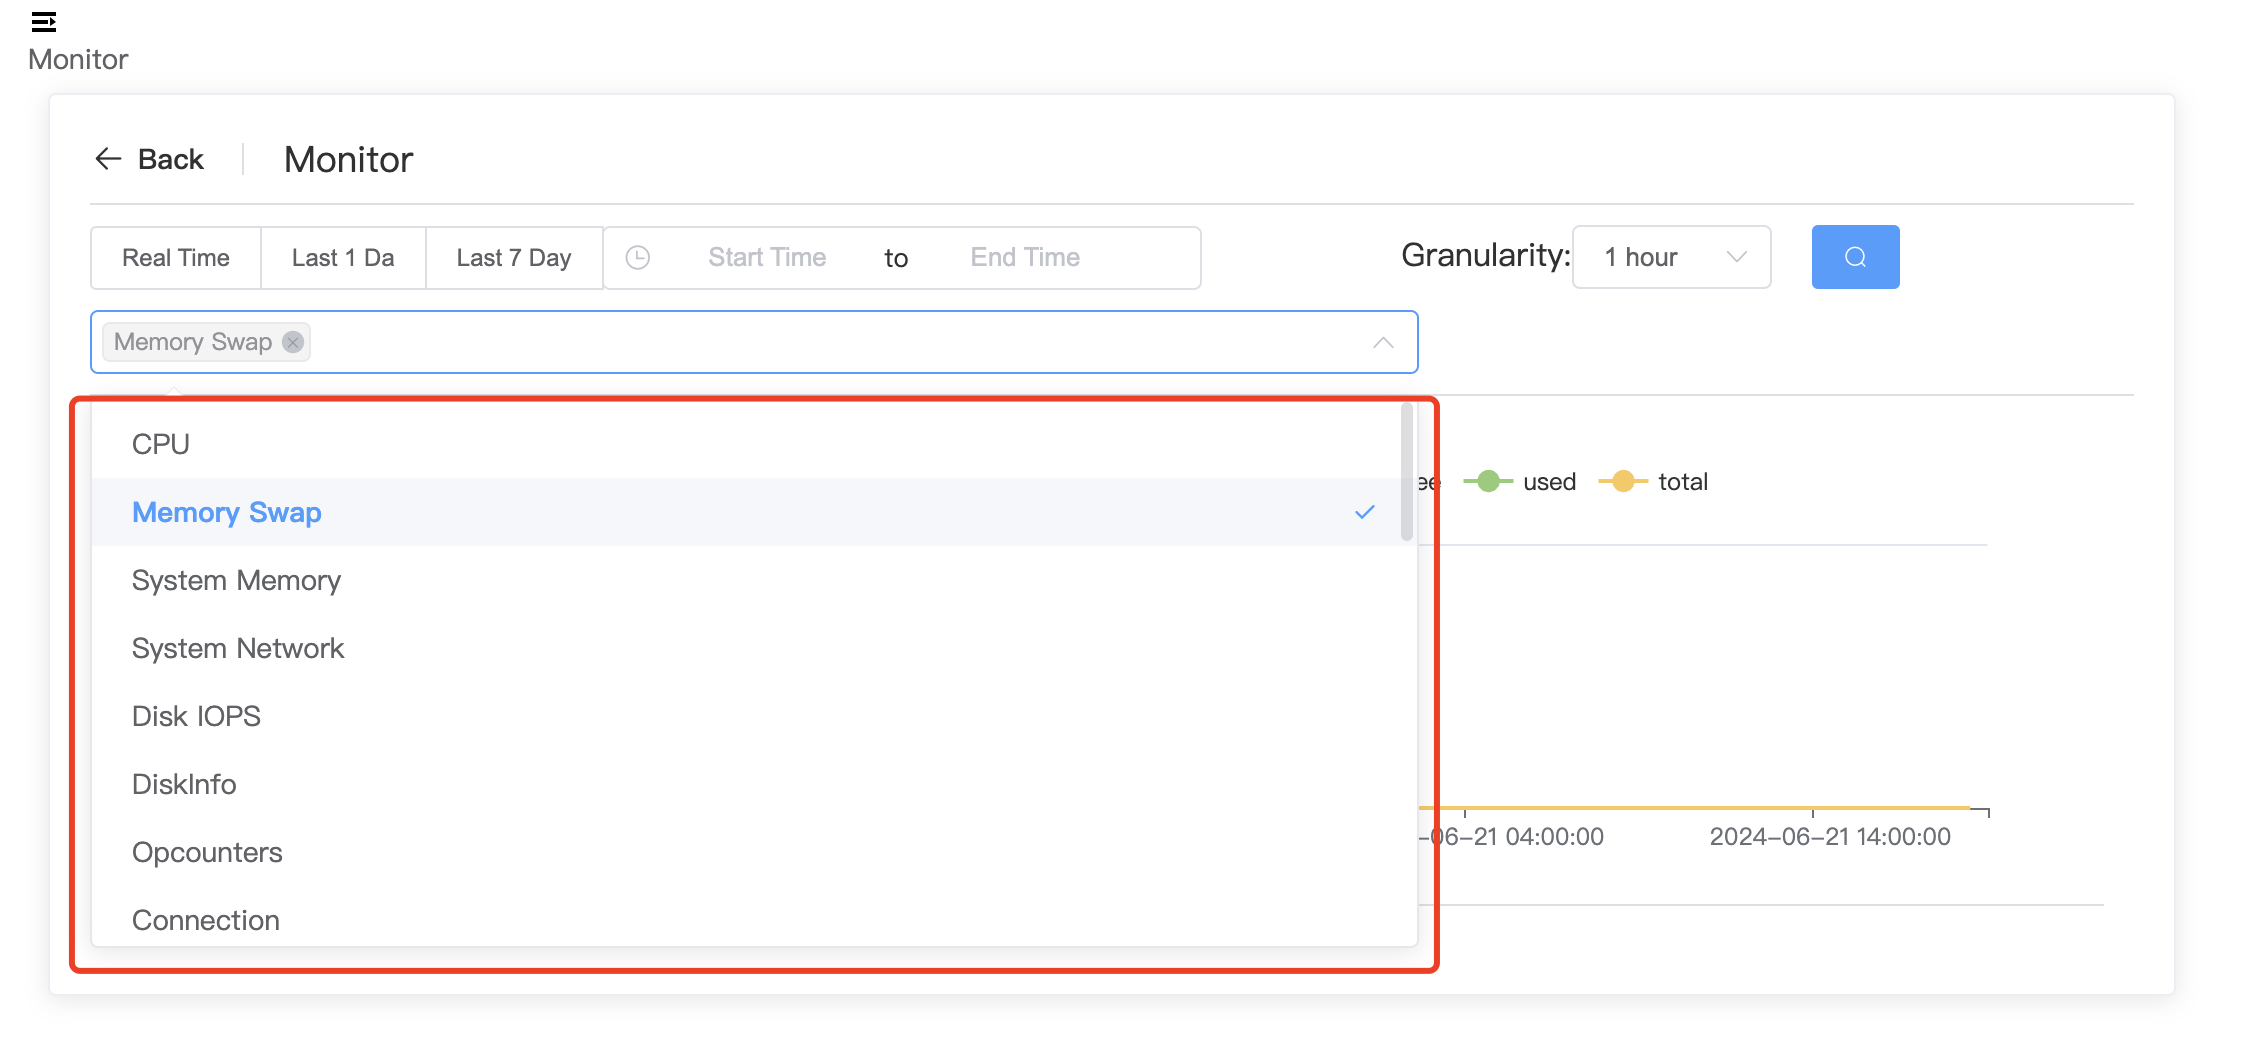 Monitor
Back Monitor
Real Time Last 1 Da Last 7 Day Start Time to End Time Granularity: 1 hour
Memory Swap
CPU
Memory Swap
System Memory
System Network
Disk IOPS
DiskInfo
Opcounters
Connection
ee used total
-06-21 04:00:00 2024-06-21 14:00:00